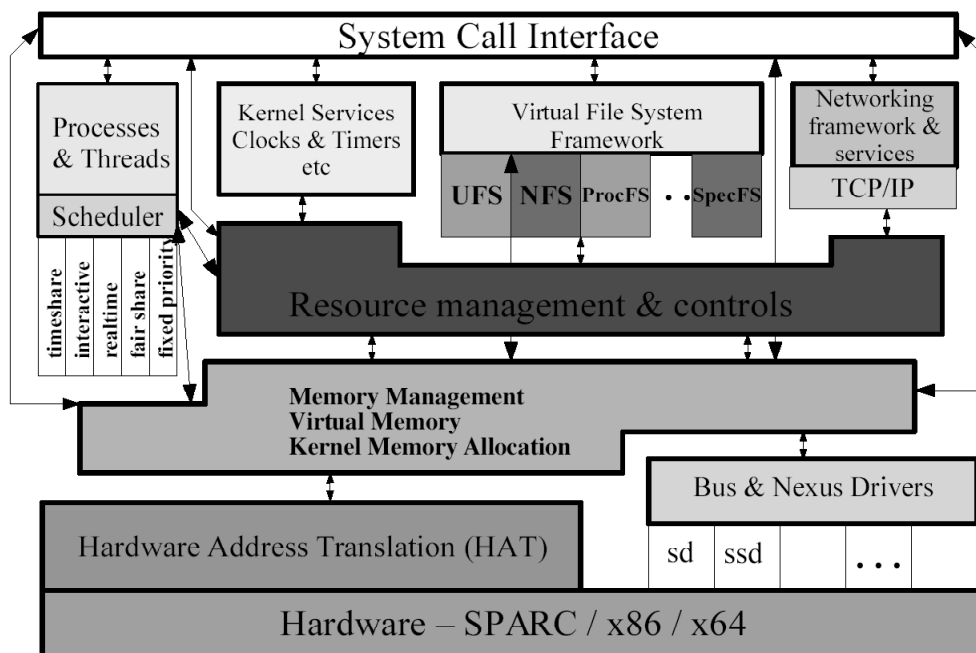 System Call Interface
Processes
& Threads
Scheduler
timeshare
interactive
realtime
fair share
fixed priority
Kernel Services
Clocks & Timers
etc
Virtual File System
Framework
UFS
NFS
ProcFS
. .
SpecFS
Networking
framework &
services
TCP/IP
Resource management & controls
Memory Management
Virtual Memory
Kernel Memory Allocation
Bus & Nexus Drivers
sd
ssd
. . .
Hardware Address Translation (HAT)
Hardware – SPARC / x86 / x64